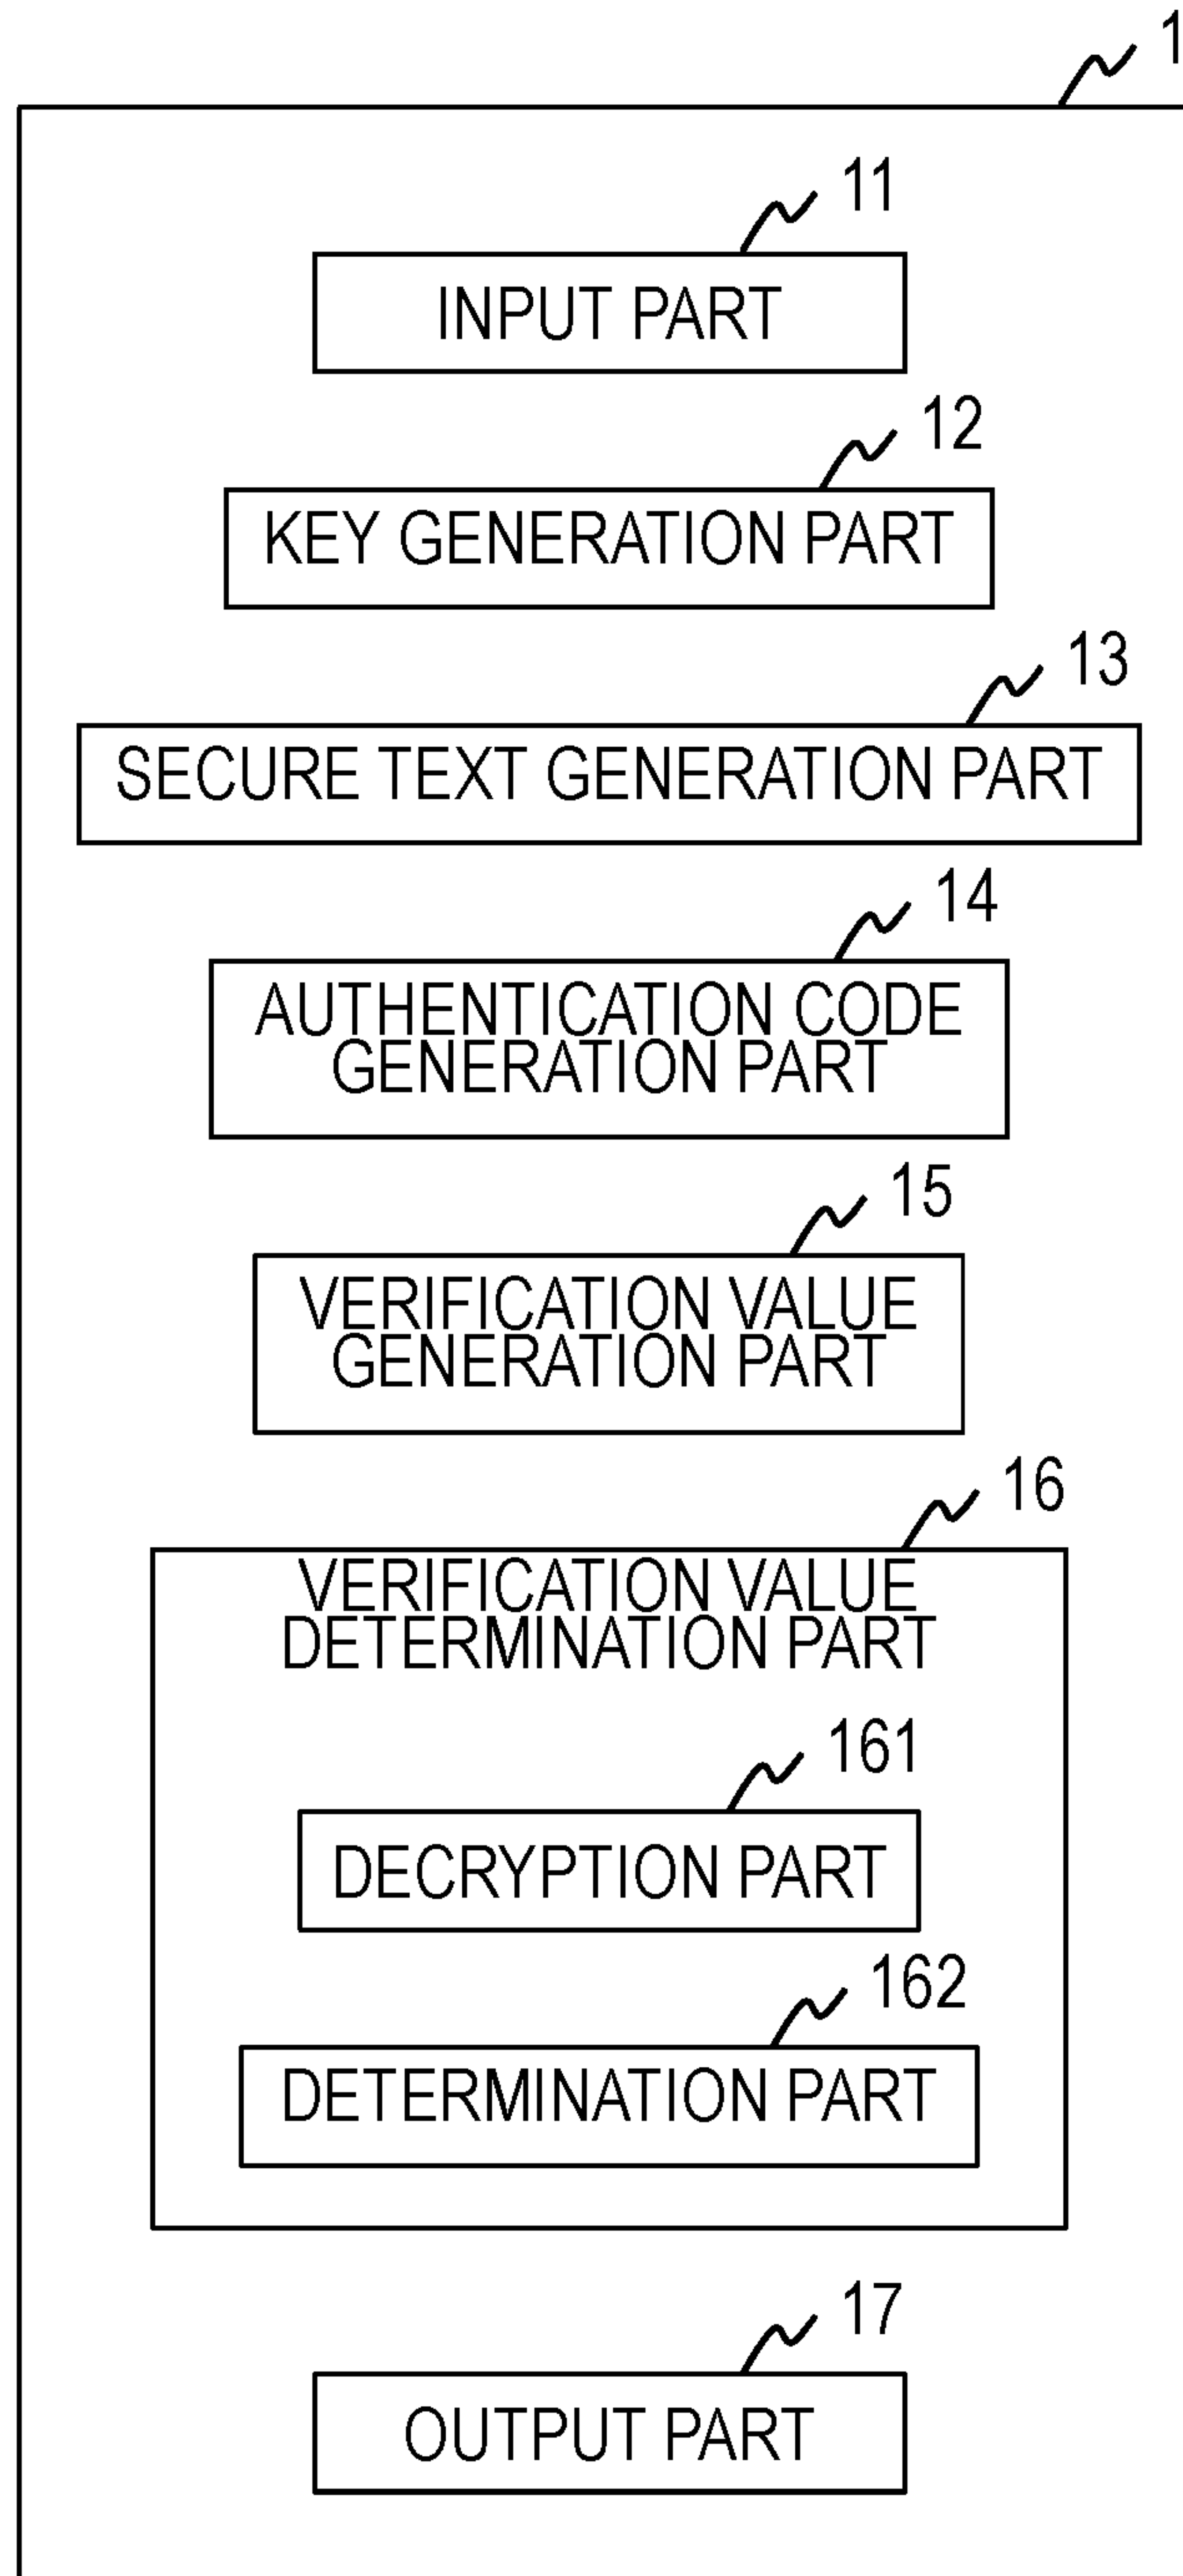 1
11
INPUT PART
12
KEY GENERATION PART
13
SECURE TEXT GENERATION PART
14
AUTHENTICATION CODE
GENERATION PART
15
VERIFICATION VALUE
GENERATION PART
16
VERIFICATION VALUE
DETERMINATION PART
161
DECRYPTION PART
162
DETERMINATION PART
17
OUTPUT PART